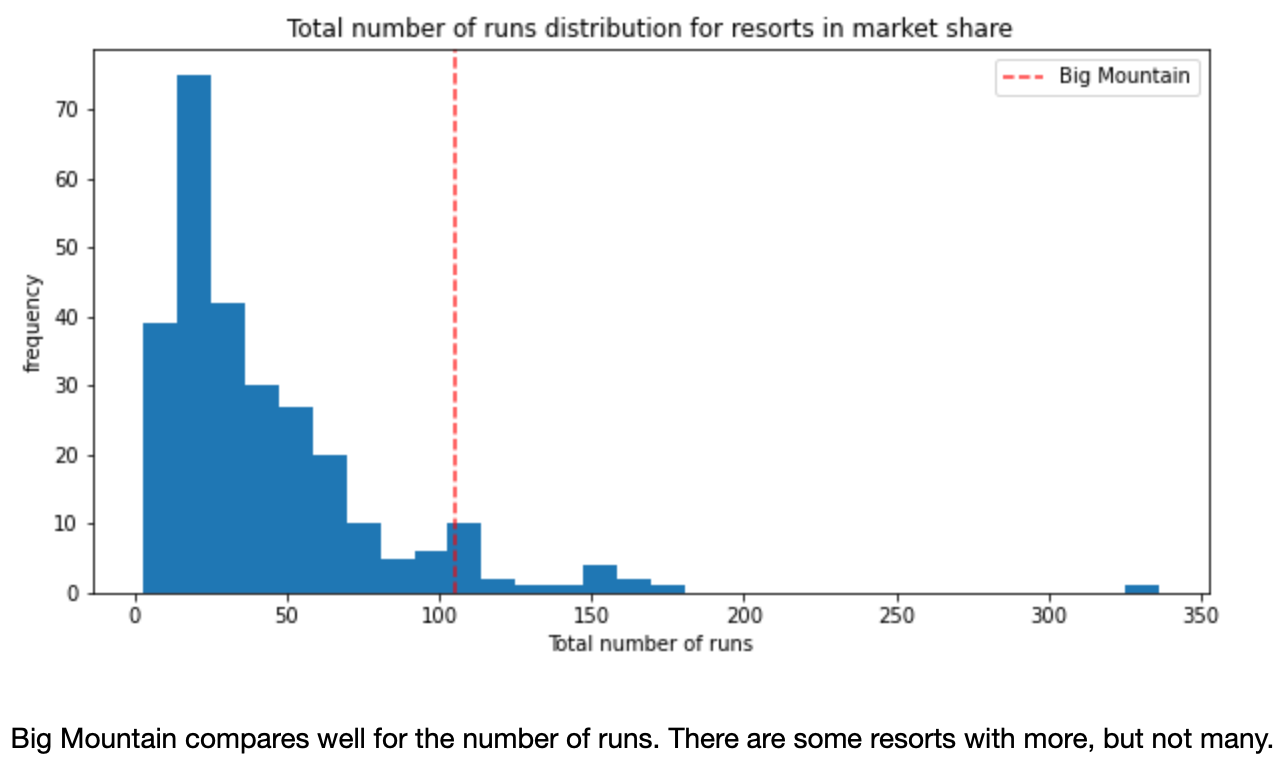 Total number of runs distribution for resorts in market share
Big Mountain
70
60
50
40
30
20
10
0
frequency
0 50 100 150 200 250 300 350
Total number of runs
Big Mountain compares well for the number of runs. There are some resorts with more, but not many.